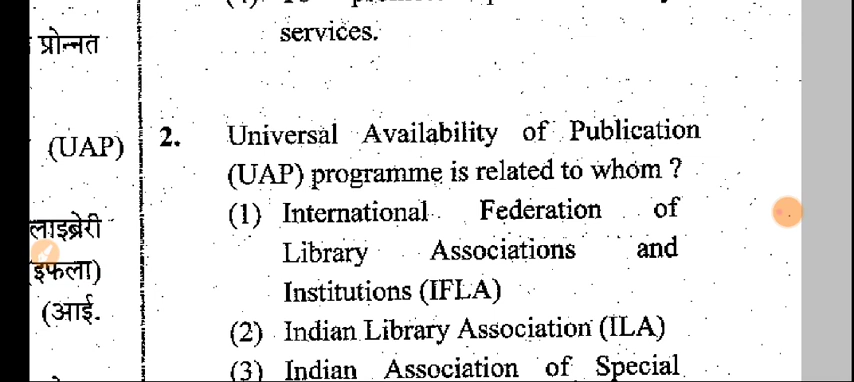 प्रोन्नत
(UAP)
लाइब्रेरी
इफला)
(आई.
services.
2. Universal Availability of Publication
(UAP) programme is related to whom ?
(1) International Federation of
Library Associations and
Institutions (IFLA)
(2) Indian Library Association (ILA)
(3) Indian Association of Special